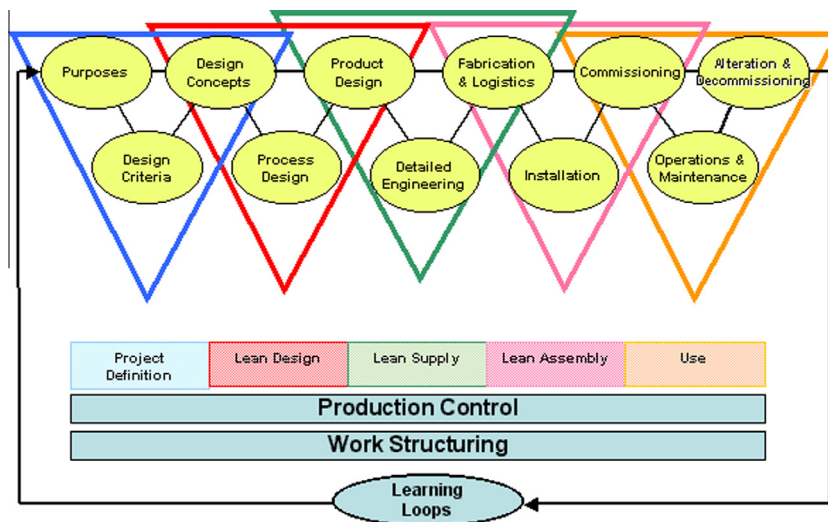 Purposes
Design
Concepts
Product
Design
Fabrication
& Logistics
Commissioning
Alteration &
Decommissioning
Design
Criteria
Process
Design
Detailed
Engineering
Installation
Operations &
Maintenance
Project
Definition
Lean Design
Lean Supply
Lean Assembly
Use
Production Control
Work Structuring
Learning
Loops